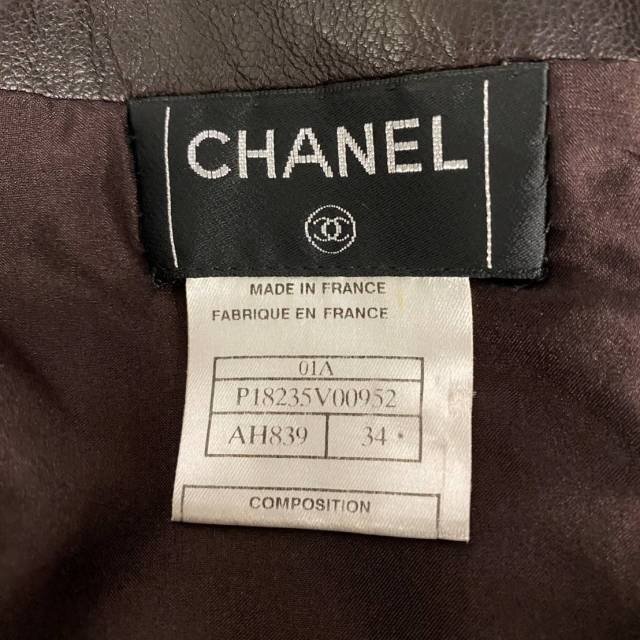 CHANEL
MADE IN FRANCE
FABRIQUE EN FRANCE
01A
P18235V00952
AH839 34
COMPOSITION